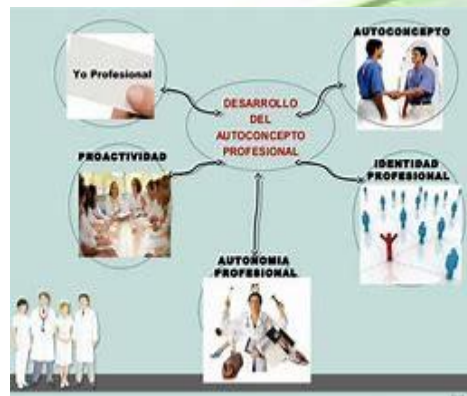 AUTOCONCEPTO
Yo Profesional
DESARROLLO
DEL
AUTOCONCEPTO
PROFESIONAL
PROACTIVIDAD
IDENTIDAD
PROFESIONAL
AUTONOMIA
PROFESIONAL